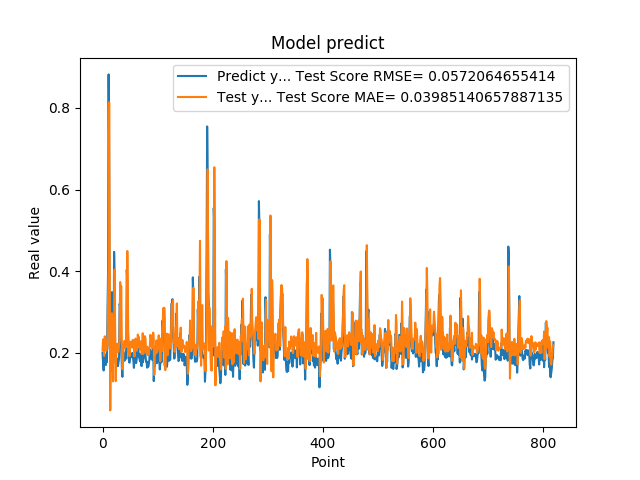 Model predict
Predict y... Test Score RMSE= 0.0572064655414
Test y... Test Score MAE= 0.03985140657887135
0.8
0.6
0.4
0.2
Real value
0 200 400 600 800
Point